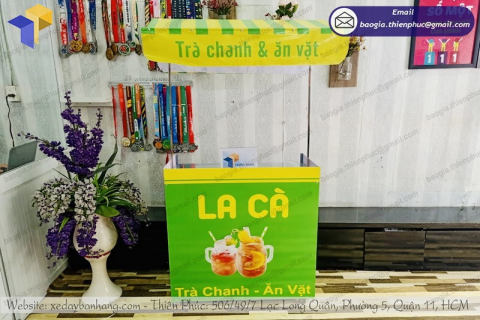 Email
baogia.thienphuc@gmail.com
Trà chanh & ăn vặt
LA CÀ
Trà Chanh - Ăn Vặt
Website: xedaybanhang.com - Thiên Phúc: 506/49/7 Lạc Long Quân, Phường 5, Quận 11, HCM